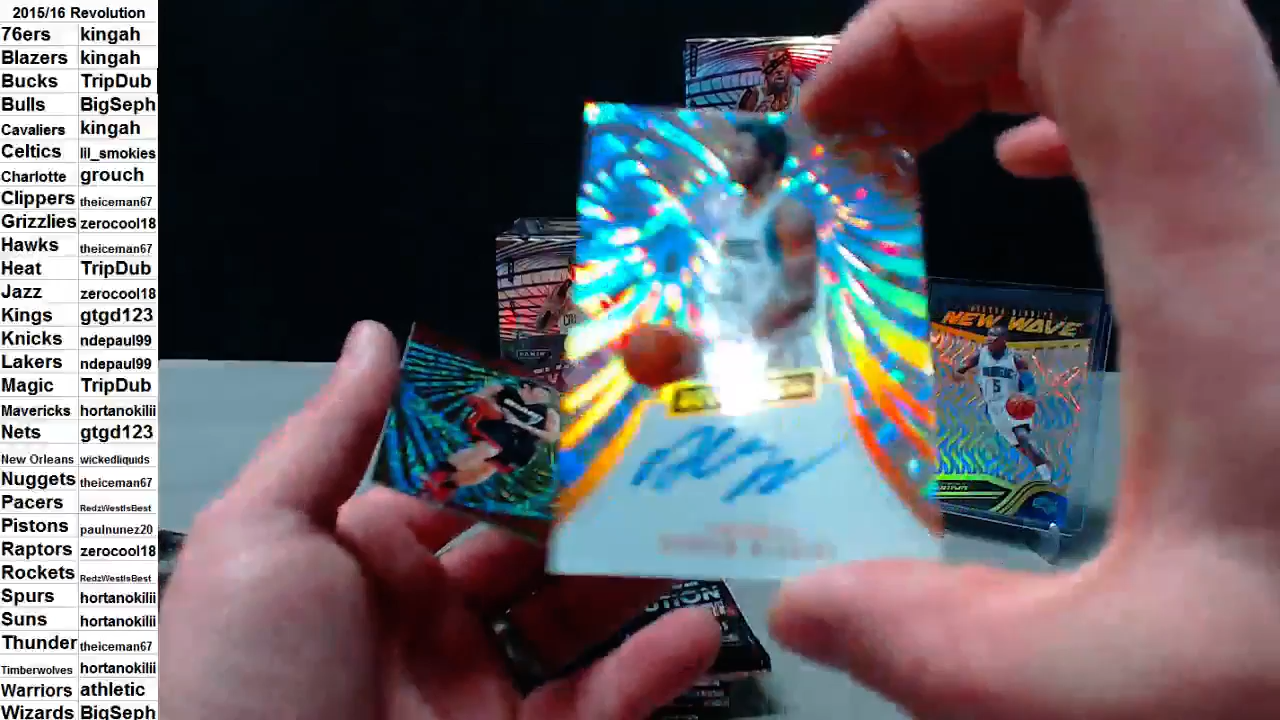 2015/16 Revolution
76ers kingah
Blazers kingah
Bucks TripDub
Bulls BigSeph
Cavaliers kingah
Celtics lil_smokies
Charlotte grouch
Clippers theiceman67
Grizzlies zerocool18
Hawks theiceman67
Heat TripDub
Jazz zerocool18
Kings gtgd123
Knicks ndepaul99
Lakers ndepaul99
Magic TripDub
Mavericks hortanokilii
Nets gtgd123
New Orleans wickedliquids
Nuggets theiceman67
Pacers RedzWestIsBest
Pistons paulnunez20
Raptors zerocool18
Rockets RedzWestIsBest
Spurs hortanokilii
Suns hortanokilii
Thunder theiceman67
Timberwolves hortanokilii
Warriors athletic
Wizards BigSeph
NEW WAVE
5
PANINI